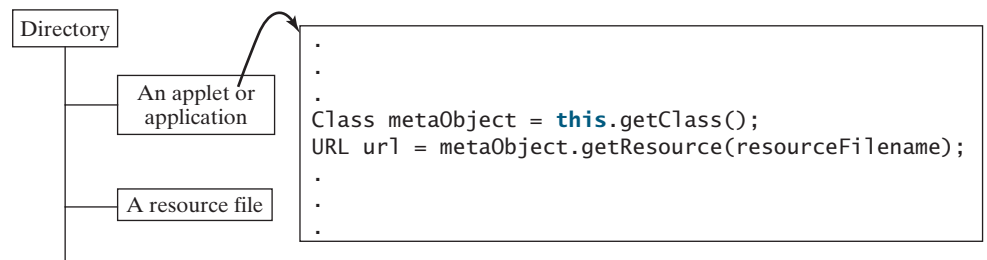 Directory
An applet or
application
A resource file
.
.
.
Class metaObject = this.getClass();
URL url = metaObject.getResource(resourceFilename);
.
.
.